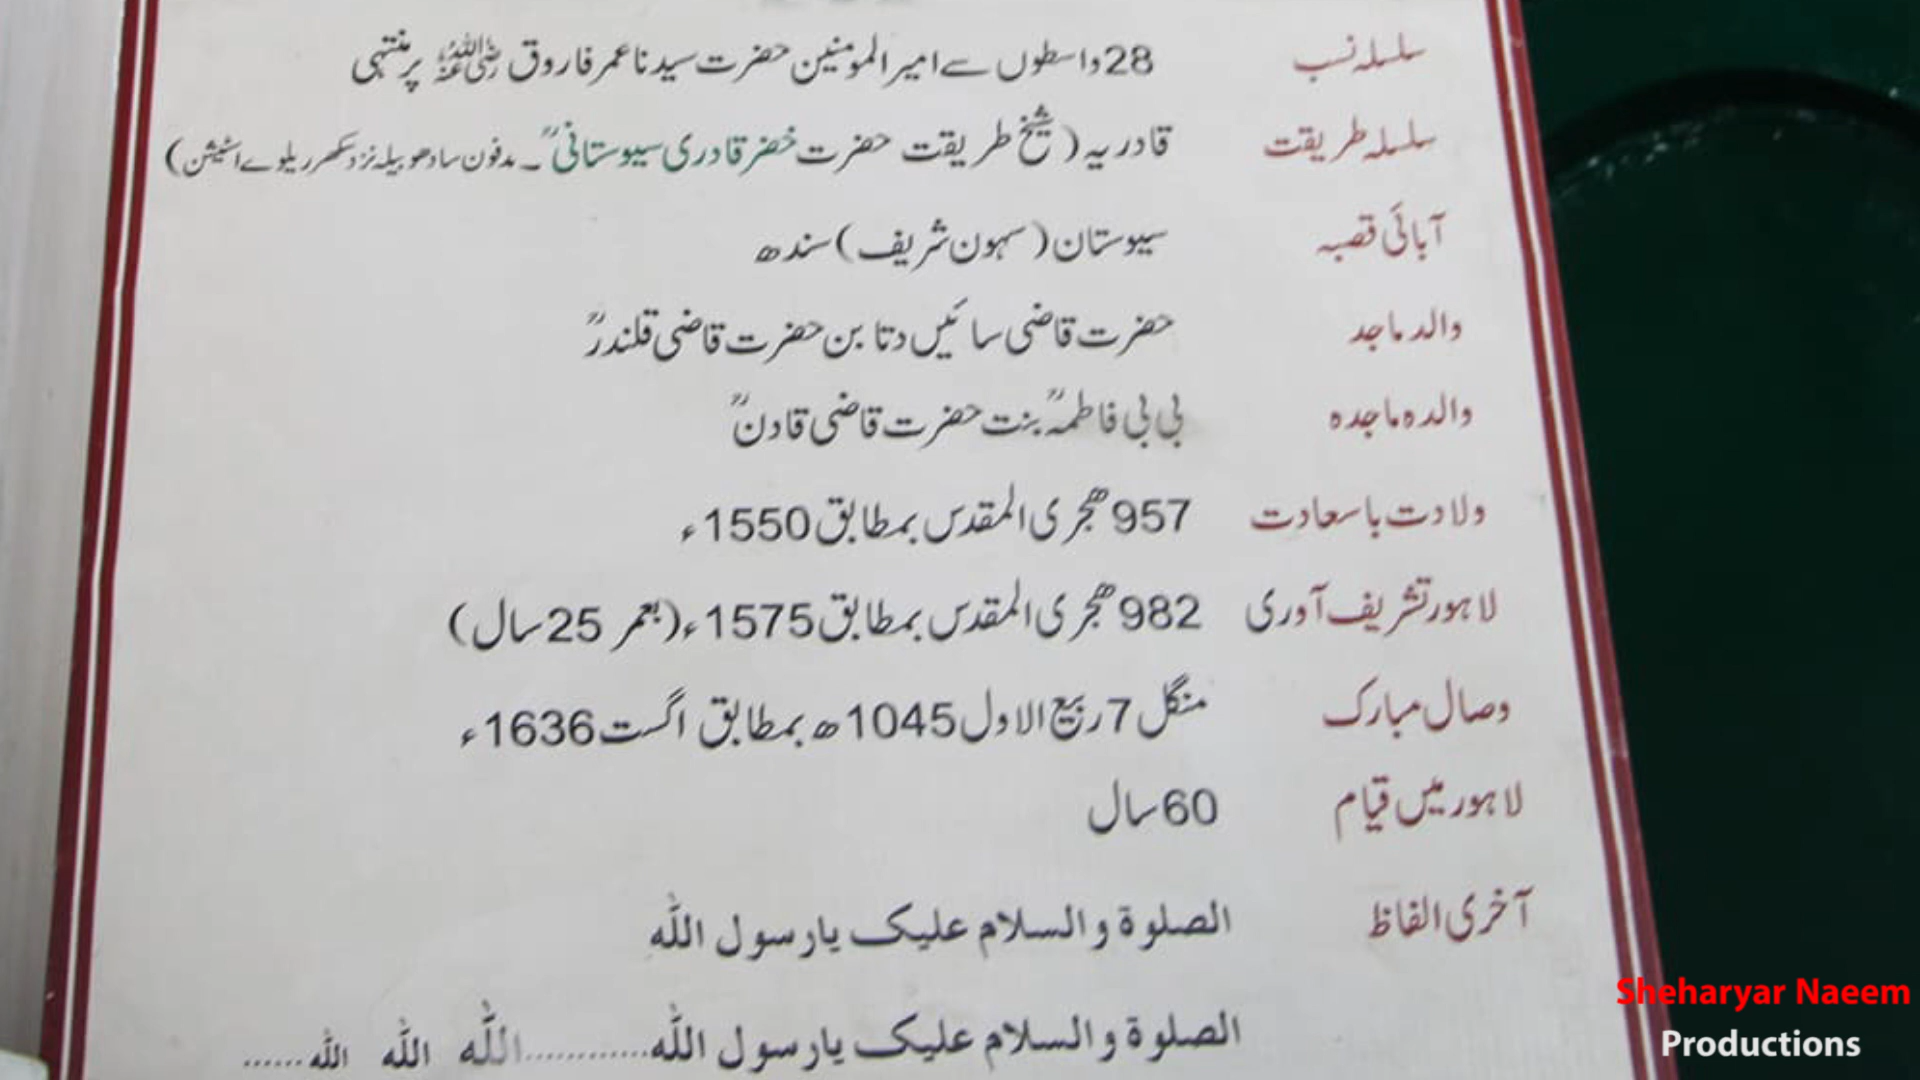 سلسلہ نسب 28 واسطوں سے امیر المومنین حضرت سیدنا عمر فاروق رضی اللہ عنہ پر منتہی
سلسلہ طریقت قادریہ (شیخ طریقت حضرت خضر قادری سیوستانیؒ ۔ مدفون سادھو بیلہ نزد سکھر ریلوے اسٹیشن)
آبائی قصبہ سیوستان (سہون شریف) سندھ
والد ماجد حضرت قاضی سائیں دتا بن حضرت قاضی قلندرؒ
والدہ ماجدہ بی بی فاطمہؒ بنت حضرت قاضی قادنؒ
ولادت باسعادت 957 ھجری المقدس بمطابق 1550ء
لاہور تشریف آوری 982 ھجری المقدس بمطابق 1575ء (بعمر 25 سال)
وصال مبارک منگل 7 ربیع الاول 1045ھ بمطابق اگست 1636ء
لاہور میں قیام 60 سال
آخری الفاظ الصلوۃ والسلام علیک یارسول اللہ
الصلوۃ والسلام علیک یارسول اللہ............اللہ اللہ اللہ ......
Sheharyar Naeem
Productions